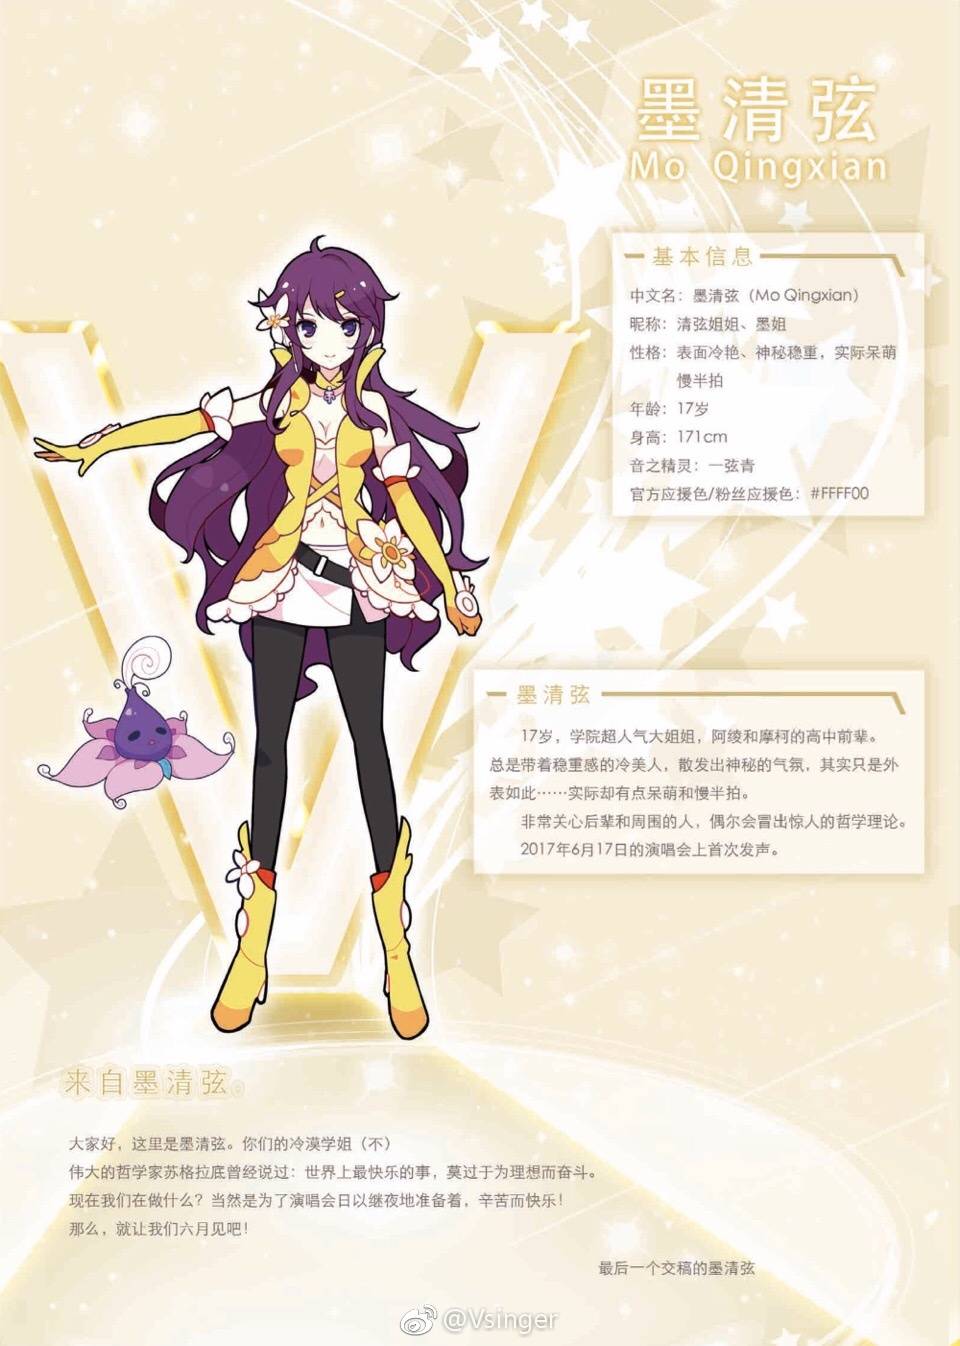 墨清弦
Mo Qingxian
基本信息
中文名：墨清弦（Mo Qingxian）
昵称：清弦姐姐、墨姐
性格：表面冷艳、神秘稳重，实际呆萌
慢半拍
年龄：17岁
身高：171cm
音之精灵：一弦青
官方应援色/粉丝应援色：#FFFF00
墨清弦
17岁，学院超人气大姐姐，阿绫和摩柯的高中前辈。
总是带着稳重感的冷美人，散发出神秘的气氛，其实只是外
表如此……实际却有点呆萌和慢半拍。
非常关心后辈和周围的人，偶尔会冒出惊人的哲学理论。
2017年6月17日的演唱会上首次发声。
来自墨清弦。
大家好，这里是墨清弦。你们的冷漠学姐（不）
伟大的哲学家苏格拉底曾经说过：世界上最快乐的事，莫过于为理想而奋斗。
现在我们在做什么？当然是为了演唱会日以继夜地准备着，辛苦而快乐！
那么，就让我们六月见吧！
最后一个交稿的墨清弦
@Vsinger